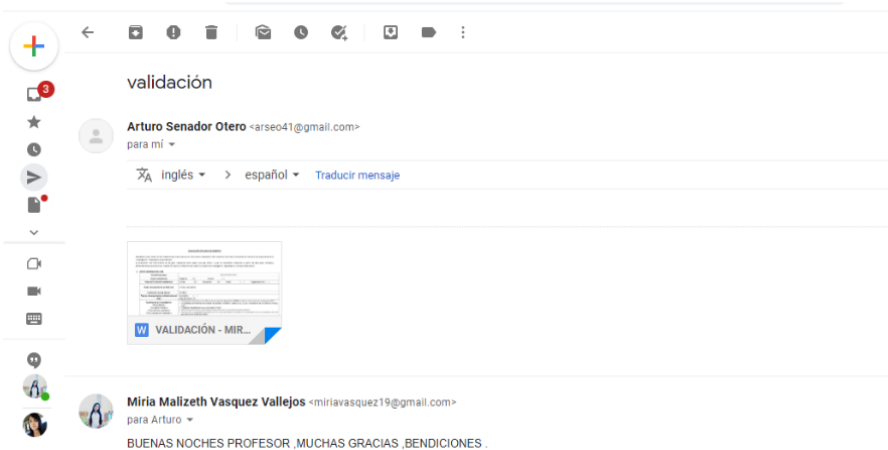 validación
3
Arturo Senador Otero <arseo41@gmail.com>
para mí
inglés > español Traducir mensaje
W VALIDACIÓN - MIR...
Miria Malizeth Vasquez Vallejos <miriavasquez19@gmail.com>
para Arturo
BUENAS NOCHES PROFESOR ,MUCHAS GRACIAS ,BENDICIONES .